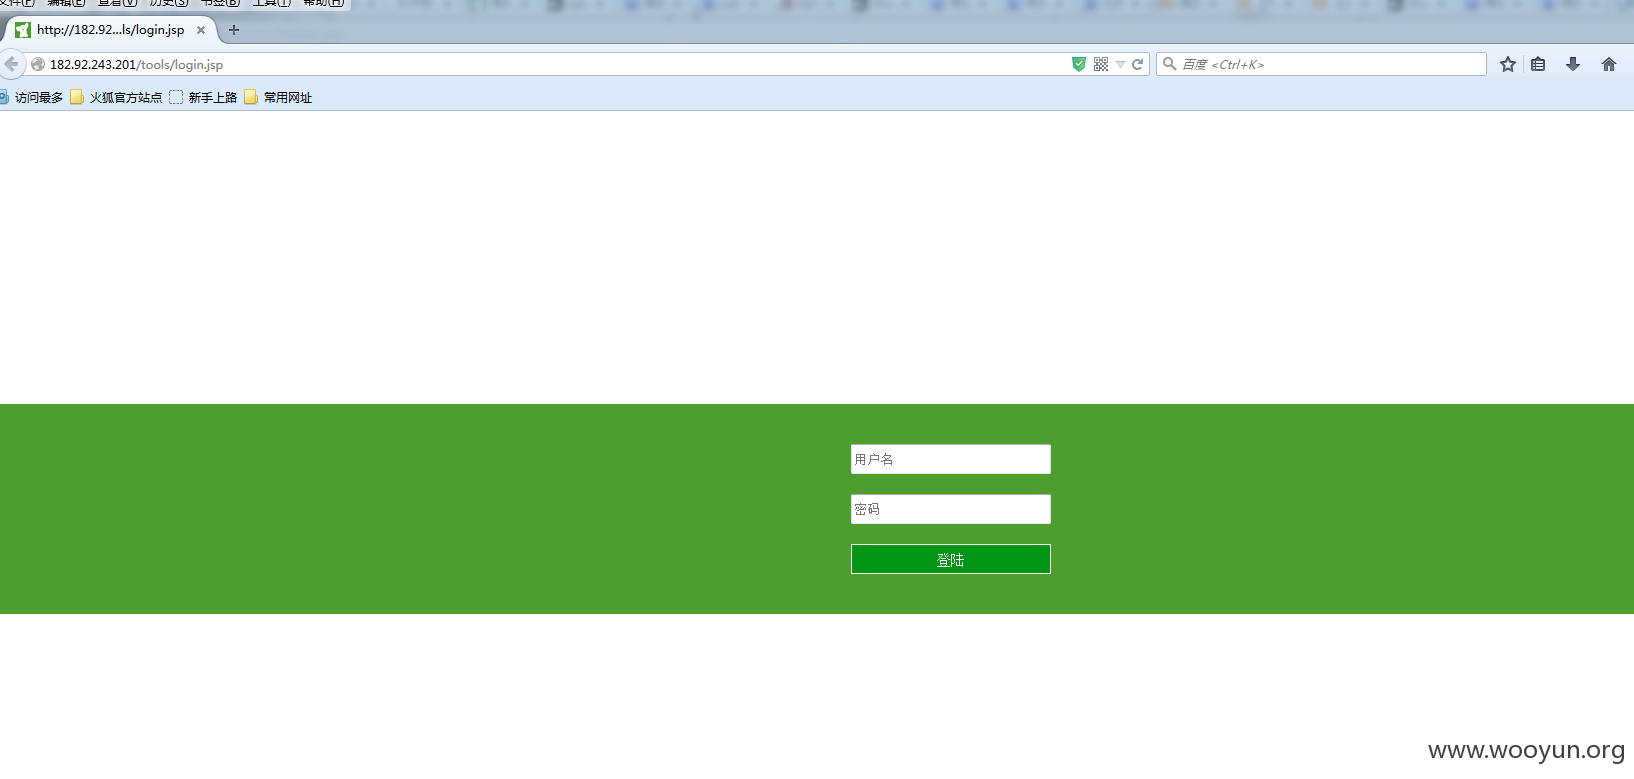 文件(F) 编辑(E) 查看(V) 历史(S) 书签(B) 工具(T) 帮助(H)
http://182.92...ls/login.jsp
182.92.243.201/tools/login.jsp
百度 <Ctrl+K>
访问最多 火狐官方站点 新手上路 常用网址
用户名
密码
登陆
www.wooyun.org